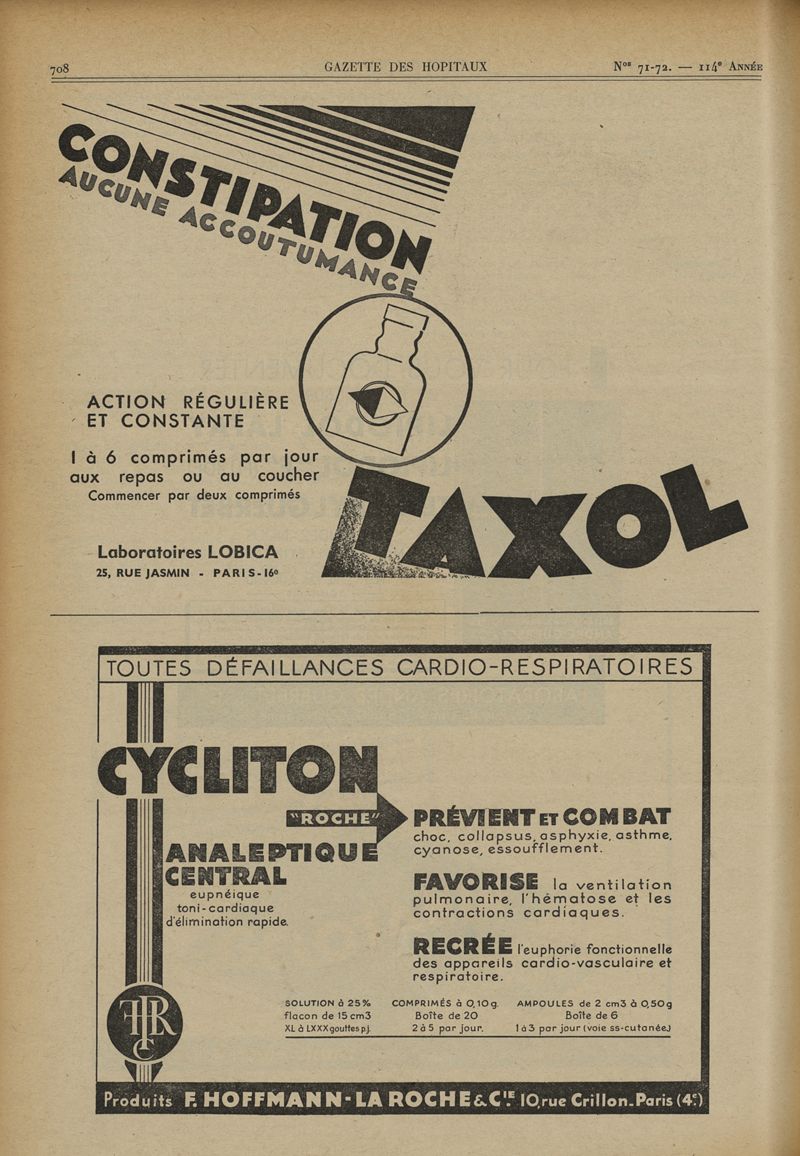 708
GAZETTE DES HOPITAUX
Nos 71-72. — 114e ANNÉE
CONSTIPATION
AUCUNE ACCOUTUMANCE
ACTION RÉGULIÈRE
ET CONSTANTE
1 à 6 comprimés par jour
aux repas ou au coucher
Commencer par deux comprimés
TAXOL
Laboratoires LOBICA
25, RUE JASMIN - PARIS-16e
TOUTES DÉFAILLANCES CARDIO-RESPIRATOIRES
CYCLITON
"ROCHE"
ANALEPTIQUE
CENTRAL
eupnéique
toni-cardiaque
d'élimination rapide.
PRÉVIENT ET COMBAT
choc, collapsus, asphyxie, asthme,
cyanose, essoufflement.
FAVORISE la ventilation
pulmonaire, l'hématose et les
contractions cardiaques.
RECRÉE l'euphorie fonctionnelle
des appareils cardio-vasculaire et
respiratoire.
SOLUTION à 25%
flacon de 15 cm3
XL à LXXX gouttes p.j.
COMPRIMÉS à 0,10g.
Boîte de 20
2 à 5 par jour.
AMPOULES de 2 cm3 à 0,50g
Boîte de 6
1 à 3 par jour (voie ss-cutanée)
HLRC
Produits F. HOFFMANN-LA ROCHE & CIE. 10, rue Crillon. Paris (4e.)